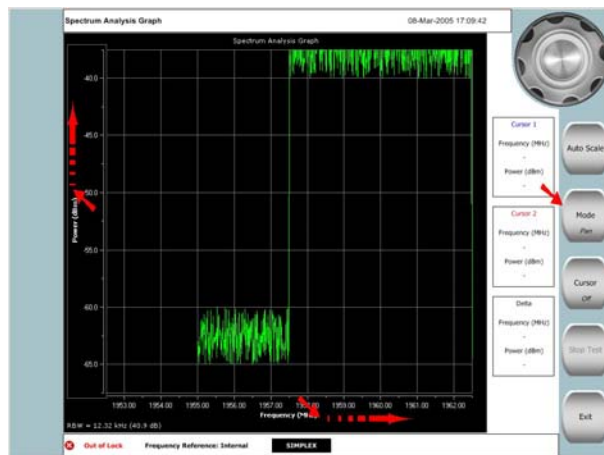 Spectrum Analysis Graph
08-Mar-2005 17:09:42
Spectrum Analysis Graph
-40.0
-45.0
-50.0
-55.0
-60.0
-65.0
Power (dBm)
1953.00 1954.00 1955.00 1956.00 1957.00 1958.00 1959.00 1960.00 1961.00 1962.00
Frequency (MHz)
RBW = 12.32 kHz (40.9 dB)
Cursor 1
Frequency (MHz)
-
Power (dBm)
-
Cursor 2
Frequency (MHz)
-
Power (dBm)
-
Delta
Frequency (MHz)
-
Power (dBm)
-
Auto Scale
Mode
Pan
Cursor
Off
Stop Test
Exit
Out of Lock
Frequency Reference: Internal
SIMPLEX